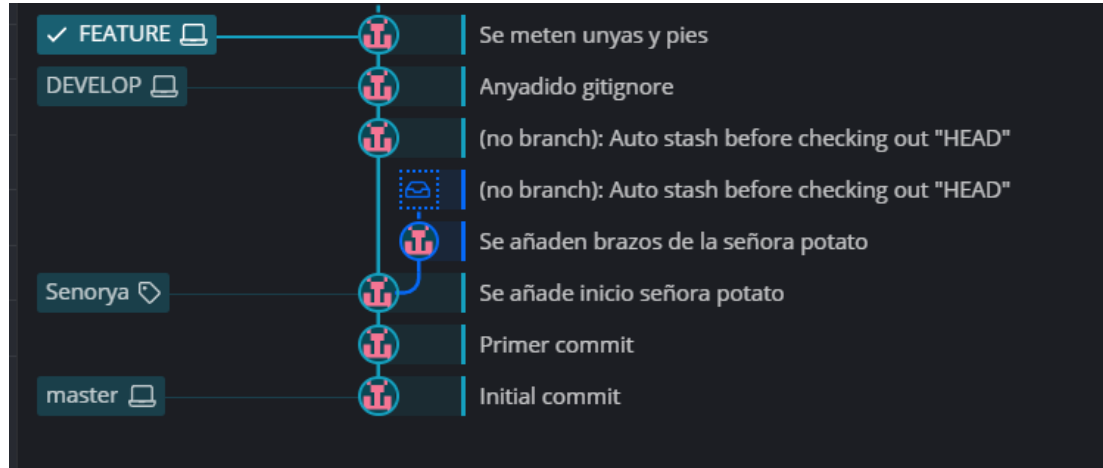 FEATURE Se meten unyas y pies
DEVELOP Anyadido gitignore
(no branch): Auto stash before checking out "HEAD"
(no branch): Auto stash before checking out "HEAD"
Se añaden brazos de la señora potato
Senorya Se añade inicio señora potato
Primer commit
master Initial commit